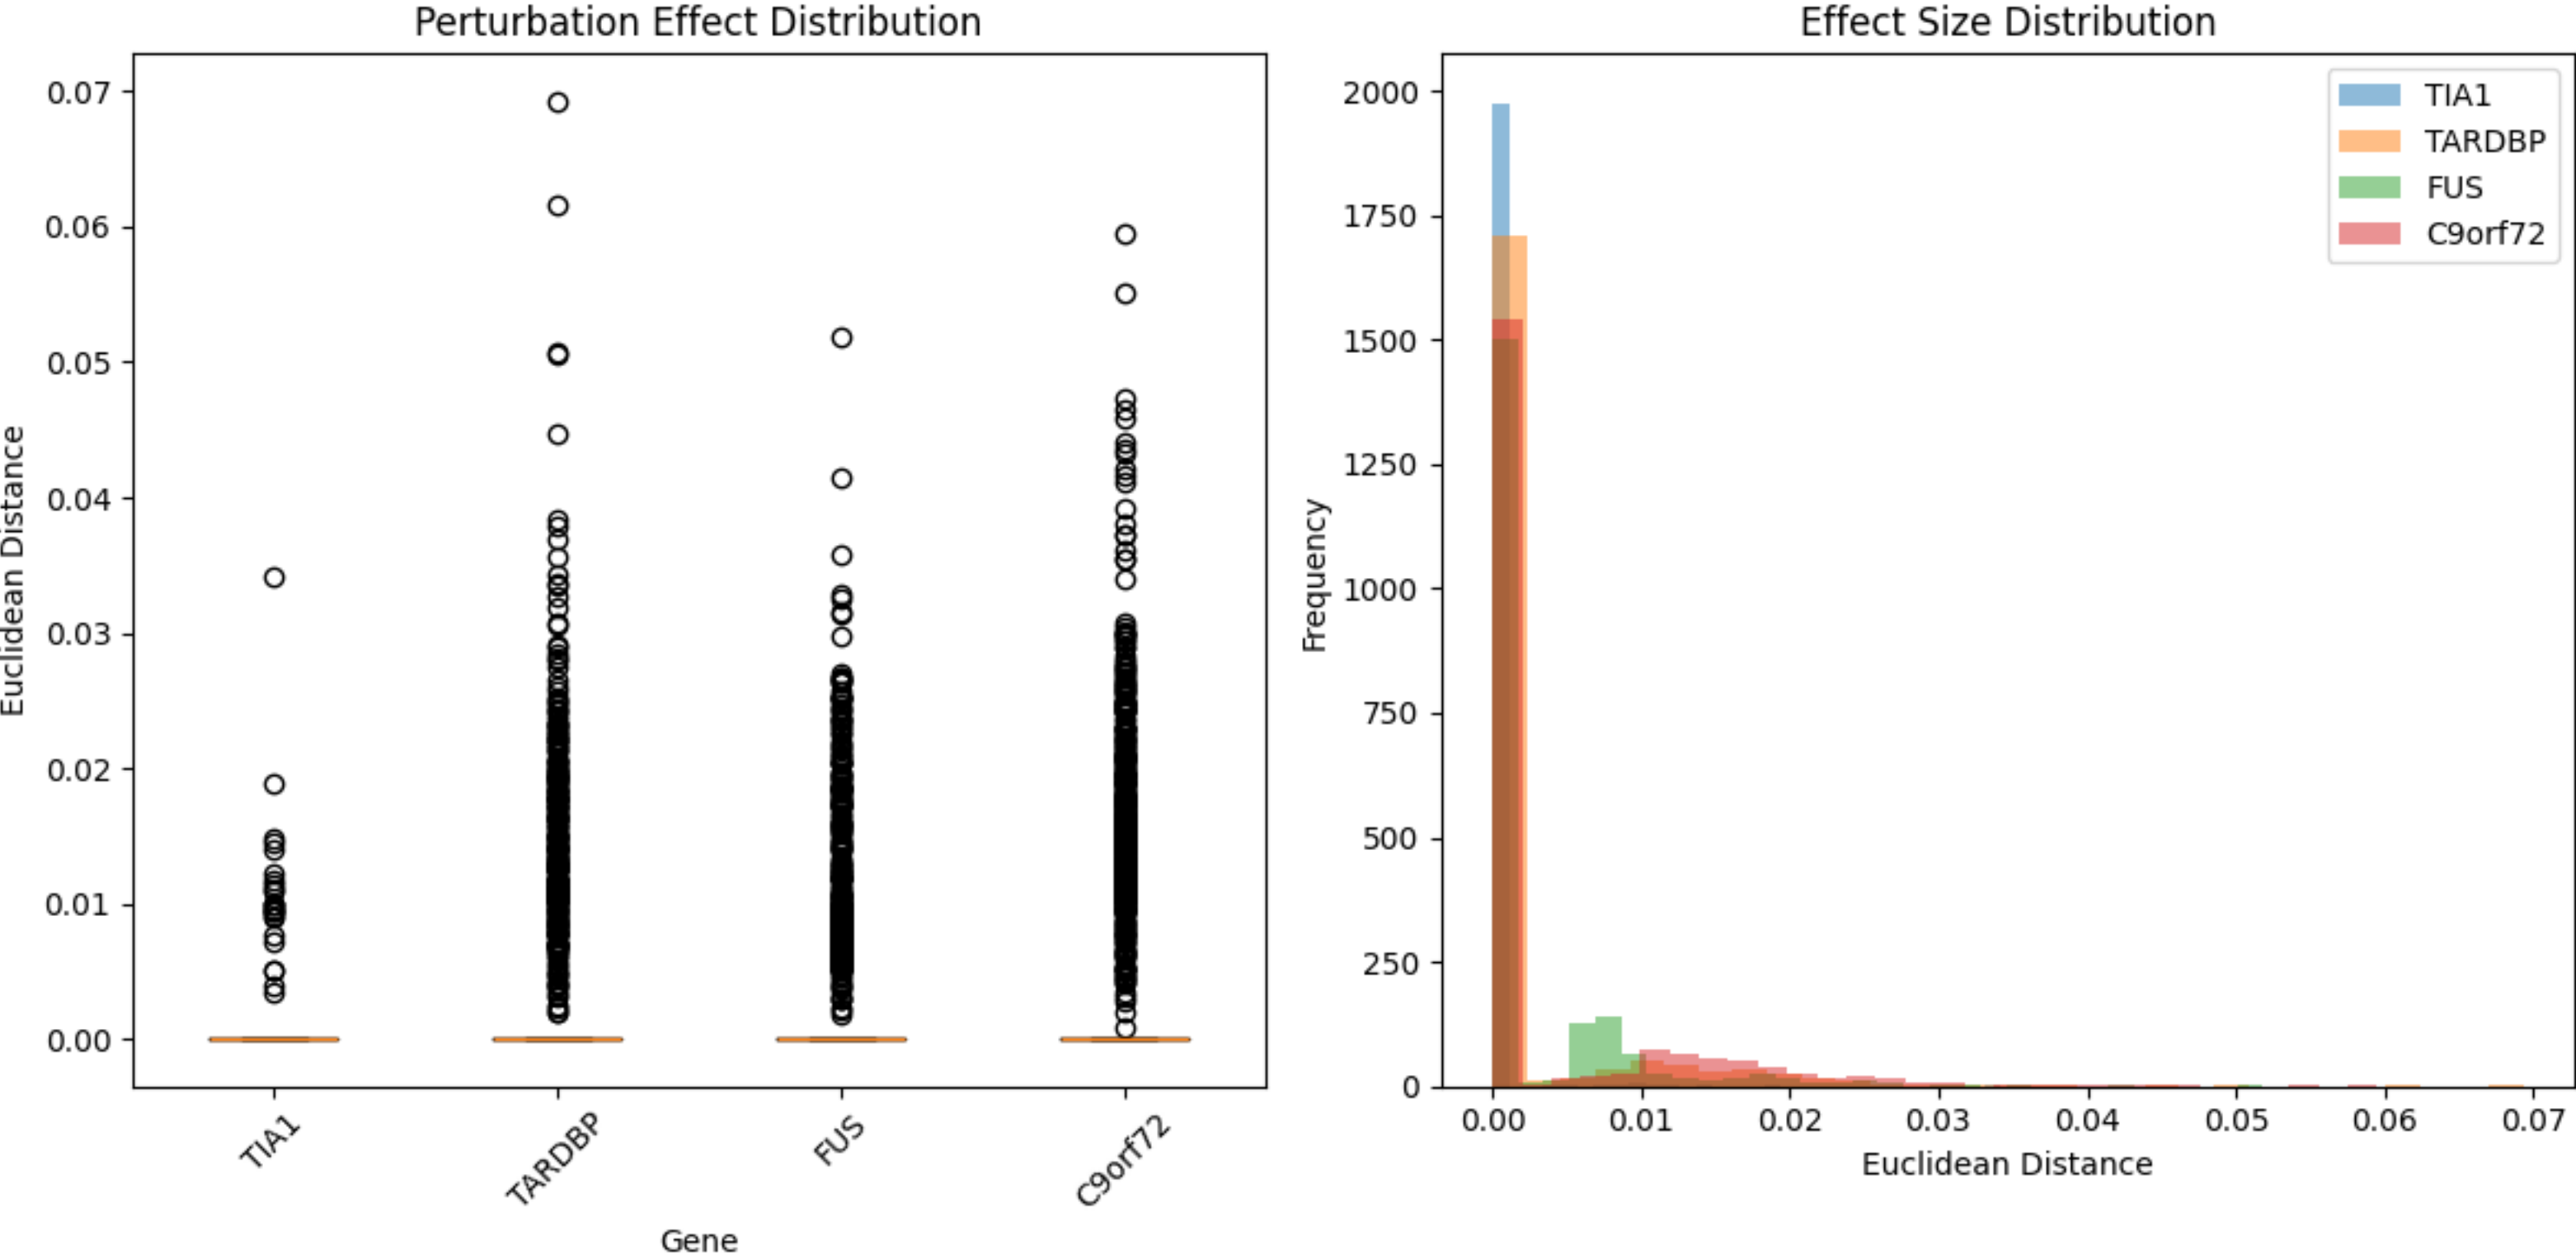 Perturbation Effect Distribution
Euclidean Distance
0.07
0.06
0.05
0.04
0.03
0.02
0.01
0.00
TIA1
TARDBP
FUS
C9orf72
Gene
Effect Size Distribution
Frequency
2000
1750
1500
1250
1000
750
500
250
0
TIA1
TARDBP
FUS
C9orf72
0.00 0.01 0.02 0.03 0.04 0.05 0.06 0.07
Euclidean Distance